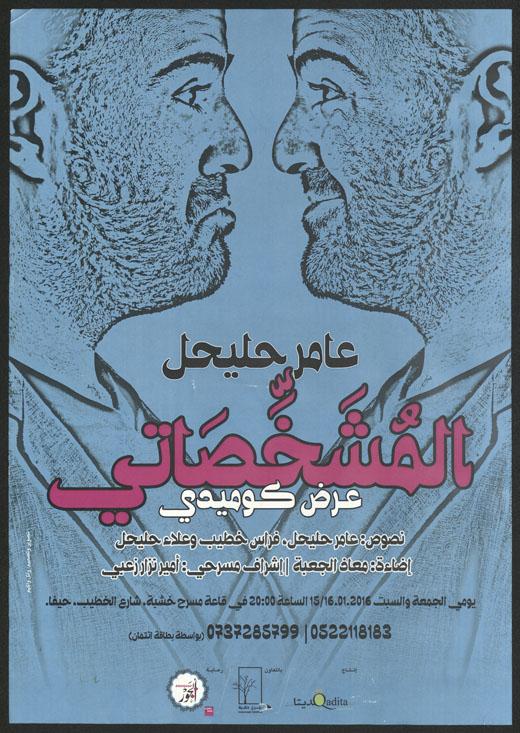 عامر حليحل
المُشَخَّصَاتي
عرض كوميدي
نصوص: عامر حليحل، فراس خطيب وعلاء حليحل
إضاءة: معاذ الجعبة || إشراف مسرحي: أمير نزار زعبي
يومي الجمعة والسبت 15/16.01.2016 الساعة 20:00 في قاعة مسرح خشبة، شارع الخطيب، حيفا.
0522118183 | 0737285799 (بواسطة بطاقة ائتمان)
إنتاج بالتعاون رعاية
قديتا Qadita